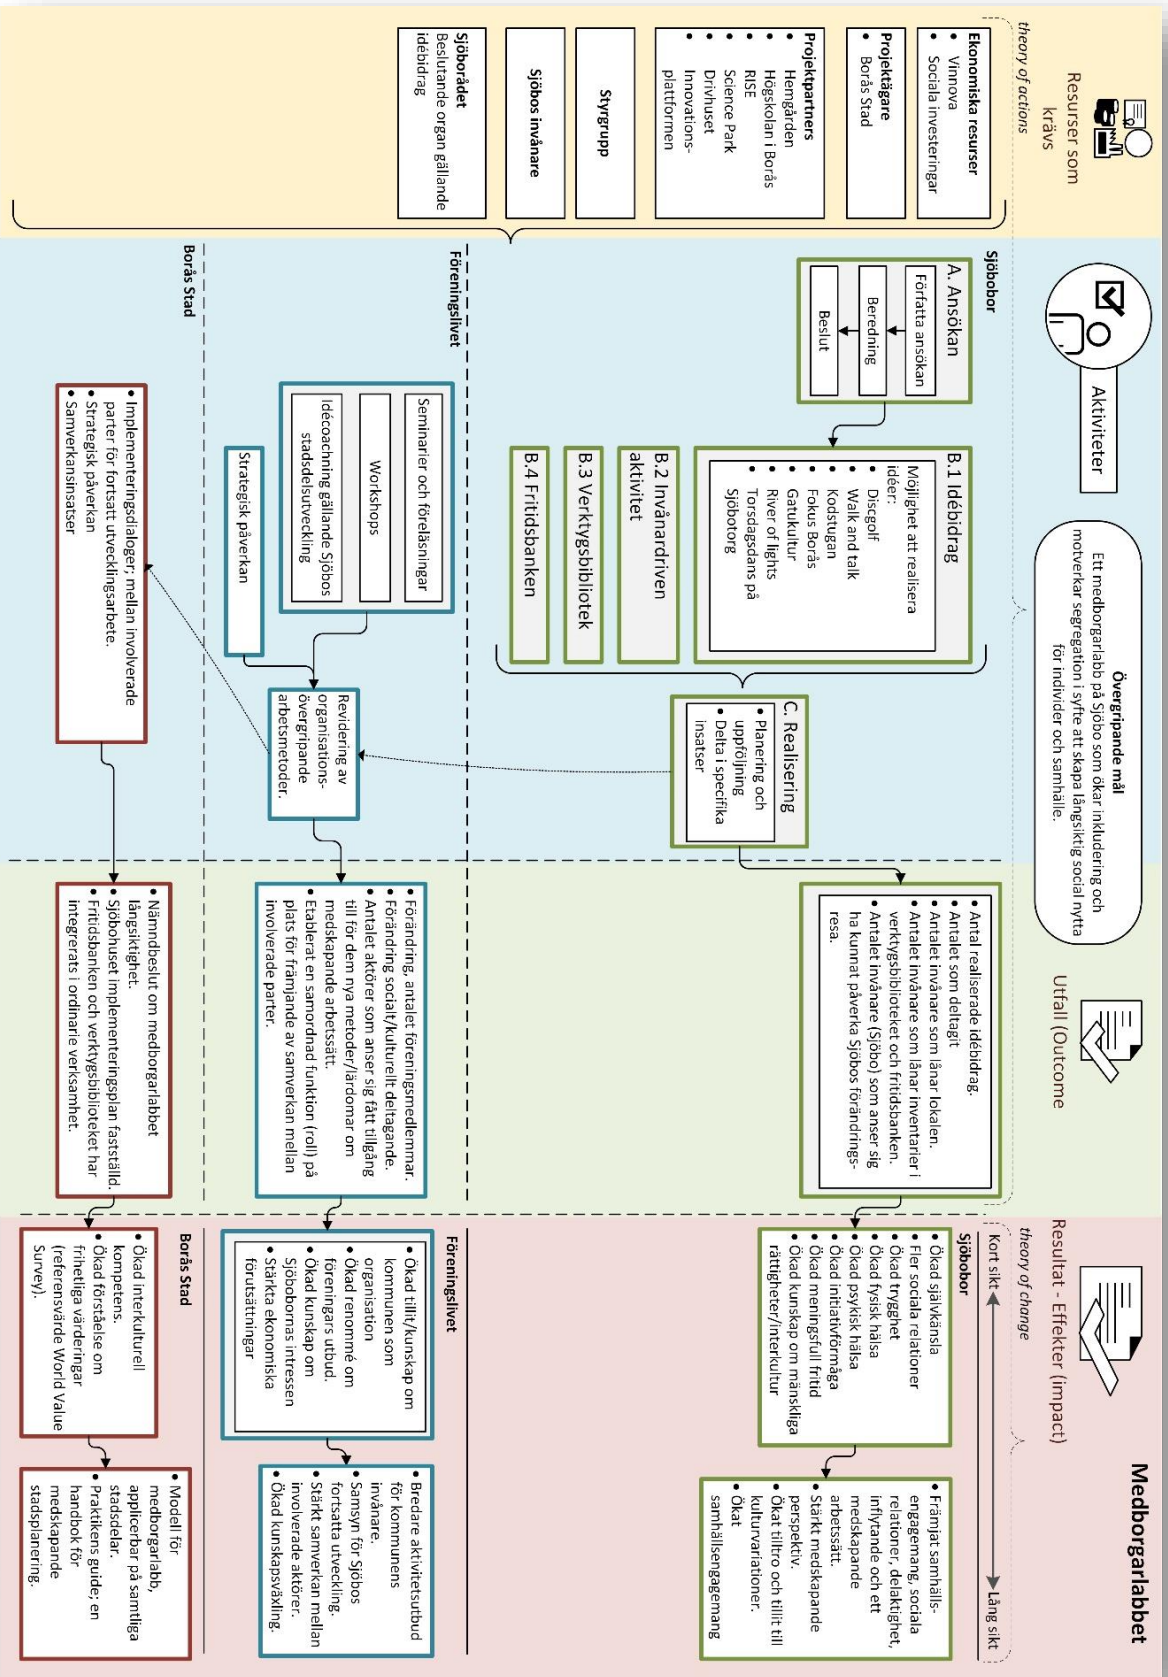 Medborgarlabbet
Resurser som
krävs
theory of actions
Ekonomiska resurser
• Vinnova
• Sociala investeringar
Projektägare
• Borås Stad
Projektpartners
• Hemgården
• Högskolan i Borås
• RISE
• Science Park
• Drivhuset
• Innovations-
plattformen
Styrgrupp
Sjöbos invånare
Sjöborådet
Beslutande organ gällande
idébidrag
Aktiviteter
Övergripande mål
Ett medborgarlabb på Sjöbo som ökar inkludering och
motverkar segregation i syfte att skapa långsiktig social nytta
för individer och samhälle.
Sjöbobor
A. Ansökan
Författa ansökan
Beredning
Beslut
B.1 Idébidrag
Möjlighet att realisera
idéer:
• Discgolf
• Walk and talk
• Kodstugan
• Fokus Borås
• Gatukultur
• River of lights
• Torsdagsdans på
Sjöbotorg
B.2 Invånardriven
aktivitet
B.3 Verktygsbibliotek
B.4 Fritidsbanken
C. Realisering
• Planering och
uppföljning
• Delta i specifika
insatser
Föreningslivet
Seminarier och föreläsningar
Workshops
Idécoachning gällande Sjöbos
stadsdelsutveckling
Strategisk påverkan
Revidering av
organisations-
övergripande
arbetsmetoder.
Borås Stad
• Implementeringsdialoger; mellan involverade
parter för fortsatt utvecklingsarbete.
• Strategisk påverkan
• Samverkansinsatser
Utfall (Outcome
• Antal realiserade idébidrag.
• Antalet som deltagit
• Antalet invånare som lånar lokalen.
• Antalet invånare som lånar inventarier i
verktygsbiblioteket och fritidsbanken.
• Antalet invånare (Sjöbo) som anser sig
ha kunnat påverka Sjöbos förändrings-
resa.
• Förändring, antalet föreningsmedlemmar.
• Förändring socialt/kulturellt deltagande.
• Antalet aktörer som anser sig fått tillgång
till för dem nya metoder/lärdomar om
medskapande arbetssätt.
• Etablerat en samordnad funktion (roll) på
plats för främjande av samverkan mellan
involverade parter.
• Nämndbeslut om medborgarlabbet
långsiktighet.
• Sjöbohuset implementeringsplan fastställd.
• Fritidsbanken och verktygsbiblioteket har
integrerats i ordinarie verksamhet.
Resultat - Effekter (impact)
theory of change
Kort sikt
Lång sikt
Sjöbobor
• Ökad självkänsla
• Fler sociala relationer
• Ökad trygghet
• Ökad fysisk hälsa
• Ökad psykisk hälsa
• Ökad initiativförmåga
• Ökad meningsfull fritid
• Ökad kunskap om mänskliga
rättigheter/interkultur
• Främjat samhälls-
engagemang, sociala
relationer, delaktighet,
inflytande och ett
medskapande
arbetssätt.
• Stärkt medskapande
perspektiv.
• Ökat tilltro och tillit till
kulturvariationer.
• Ökat
samhällsengagemang
Föreningslivet
• Ökad tillit/kunskap om
kommunen som
organisation
• Ökad renommé om
föreningars utbud.
• Ökad kunskap om
Sjöbobornas intressen
• Stärkta ekonomiska
förutsättningar
• Bredare aktivitetsutbud
för kommunens
invånare.
• Samsyn för Sjöbos
fortsatta utveckling.
• Stärkt samverkan mellan
involverade aktörer.
• Ökad kunskapsväxling.
Borås Stad
• Ökad interkulturell
kompetens.
• Ökad förståelse om
frihetliga värderingar
(referensvärde World Value
Survey).
• Modell för
medborgarlabb,
applicerbar på samtliga
stadsdelar.
• Praktikens guide; en
handbok för
medskapande
stadsplanering.